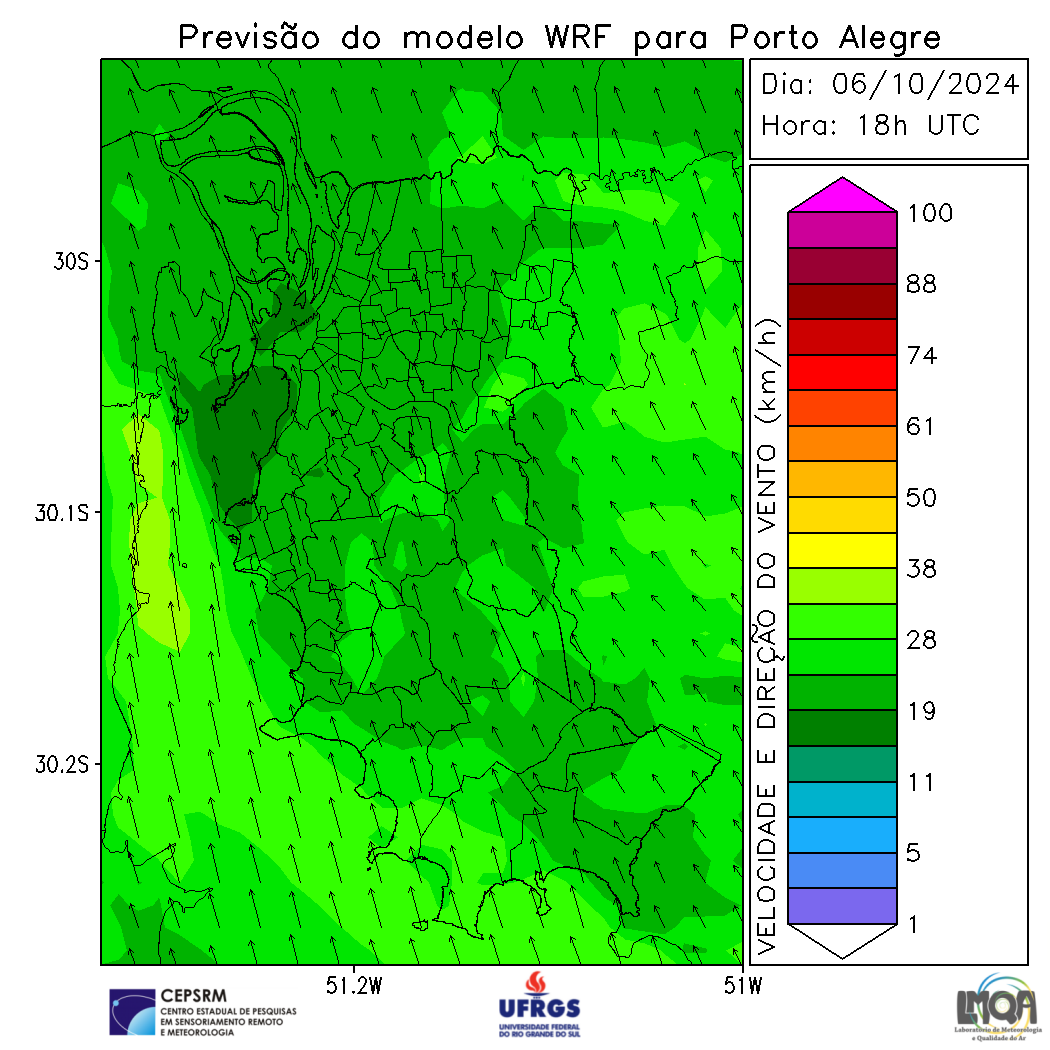 Previsão do modelo WRF para Porto Alegre
Dia: 06/10/2024
Hora: 18h UTC
30S
30.1S
30.2S
51.2W
51W
VELOCIDADE E DIREÇÃO DO VENTO (km/h)
100
88
74
61
50
38
28
19
11
5
1
CEPSRM
CENTRO ESTADUAL DE PESQUISAS
EM SENSORIAMENTO REMOTO
E METEOROLOGIA
UFRGS
UNIVERSIDADE FEDERAL
DO RIO GRANDE DO SUL
LMQA
Laboratório de Meteorologia
e Qualidade do Ar